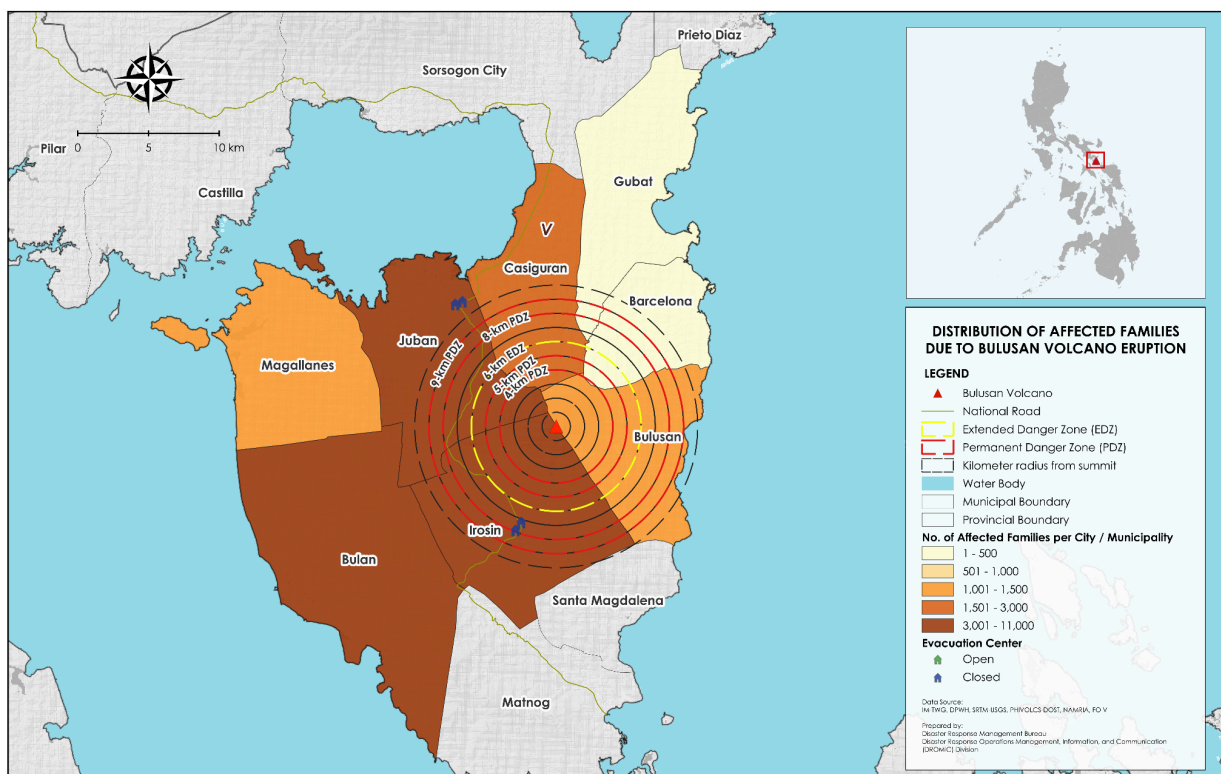 Prieto Diaz
Sorsogon City
0 5 10 km
Pilar
Castilla
Gubat
V
Casiguran
Barcelona
Juban
Magallanes
9-km PDZ
8-km PDZ
6-km EDZ
5-km PDZ
4-km PDZ
Bulusan
Irosin
Bulan
Santa Magdalena
Matnog
DISTRIBUTION OF AFFECTED FAMILIES
DUE TO BULUSAN VOLCANO ERUPTION
LEGEND
Bulusan Volcano
National Road
Extended Danger Zone (EDZ)
Permanent Danger Zone (PDZ)
Kilometer radius from summit
Water Body
Municipal Boundary
Provincial Boundary
No. of Affected Families per City / Municipality
1 - 500
501 - 1,000
1,001 - 1,500
1,501 - 3,000
3,001 - 11,000
Evacuation Center
Open
Closed
Data Source:
IM TWG, DPWH, SRTM USGS, PHIVOLCS DOST, NAMRIA, FO V
Prepared by:
Disaster Response Management Bureau
Disaster Response Operations Management, Information, and Communication
(DROMIC) Division